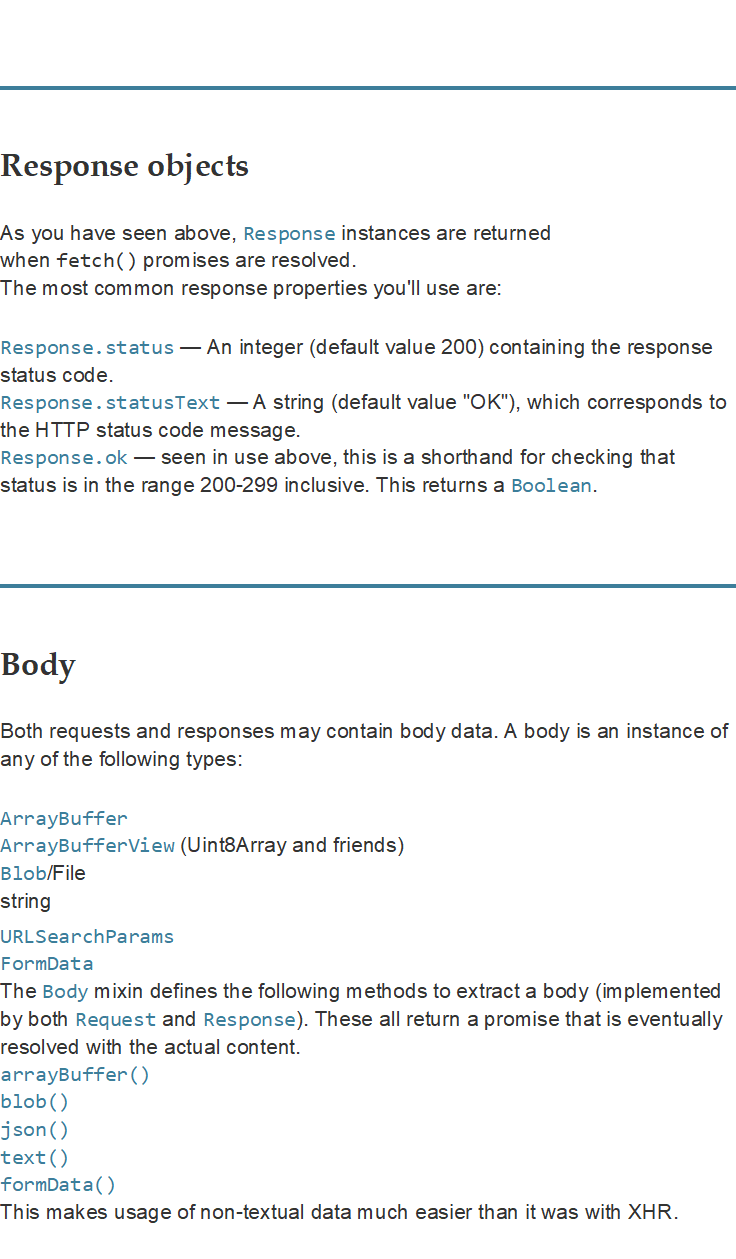 Response objects
As you have seen above, Response instances are returned
when fetch() promises are resolved.
The most common response properties you'll use are:
Response.status — An integer (default value 200) containing the response
status code.
Response.statusText — A string (default value "OK"), which corresponds to
the HTTP status code message.
Response.ok — seen in use above, this is a shorthand for checking that
status is in the range 200-299 inclusive. This returns a Boolean.
Body
Both requests and responses may contain body data. A body is an instance of
any of the following types:
ArrayBuffer
ArrayBufferView (Uint8Array and friends)
Blob/File
string
URLSearchParams
FormData
The Body mixin defines the following methods to extract a body (implemented
by both Request and Response). These all return a promise that is eventually
resolved with the actual content.
arrayBuffer()
blob()
json()
text()
formData()
This makes usage of non-textual data much easier than it was with XHR.